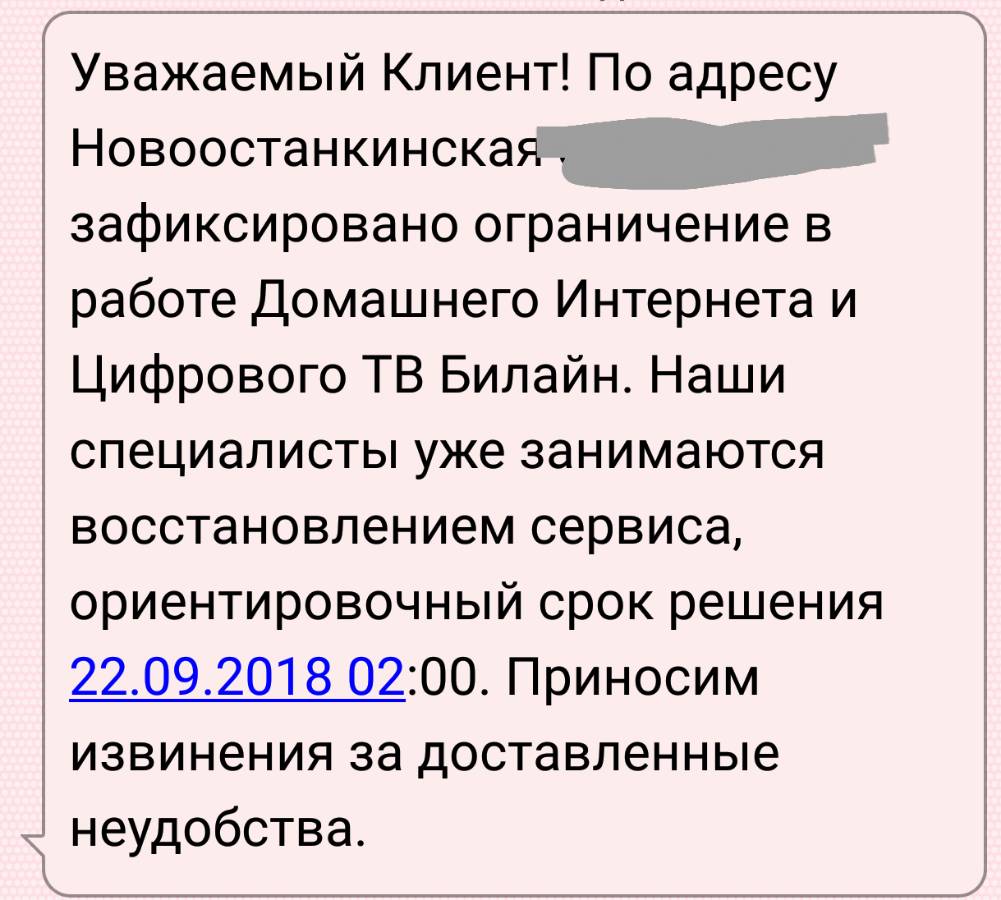 Уважаемый Клиент! По адресу
Новоостанкинская
зафиксировано ограничение в
работе Домашнего Интернета и
Цифрового ТВ Билайн. Наши
специалисты уже занимаются
восстановлением сервиса,
ориентировочный срок решения
22.09.2018 02:00. Приносим
извинения за доставленные
неудобства.